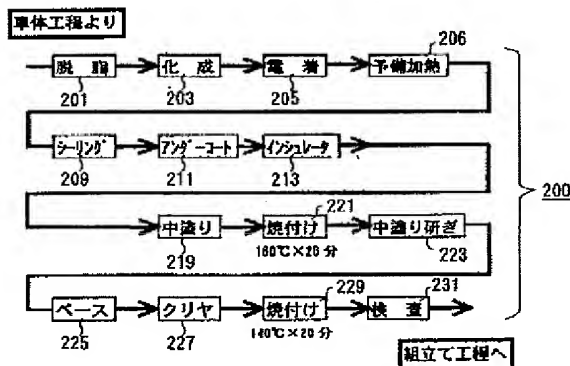 車体工程より
206
脱脂 化成 電着 予備加熱
201 203 205
シーリング アンダーコート インシュレータ
209 211 213
200
221
中塗り 焼付け 中塗り研ぎ
219 160℃×20分 223
229 231
ベース クリヤ 焼付け 検査
225 227 140℃×20分
組立て工程へ